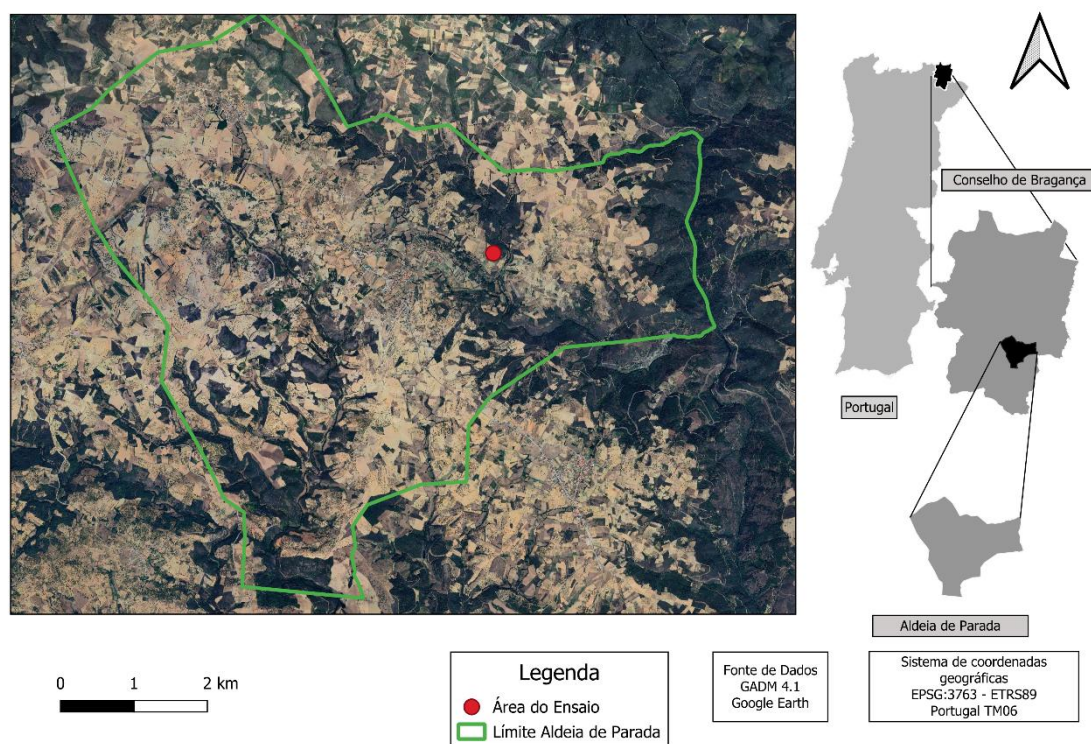 Conselho de Bragança
Portugal
Aldeia de Parada
0 1 2 km
Legenda
Área do Ensaio
Límite Aldeia de Parada
Fonte de Dados
GADM 4.1
Google Earth
Sistema de coordenadas
geográficas
EPSG:3763 - ETRS89
Portugal TM06